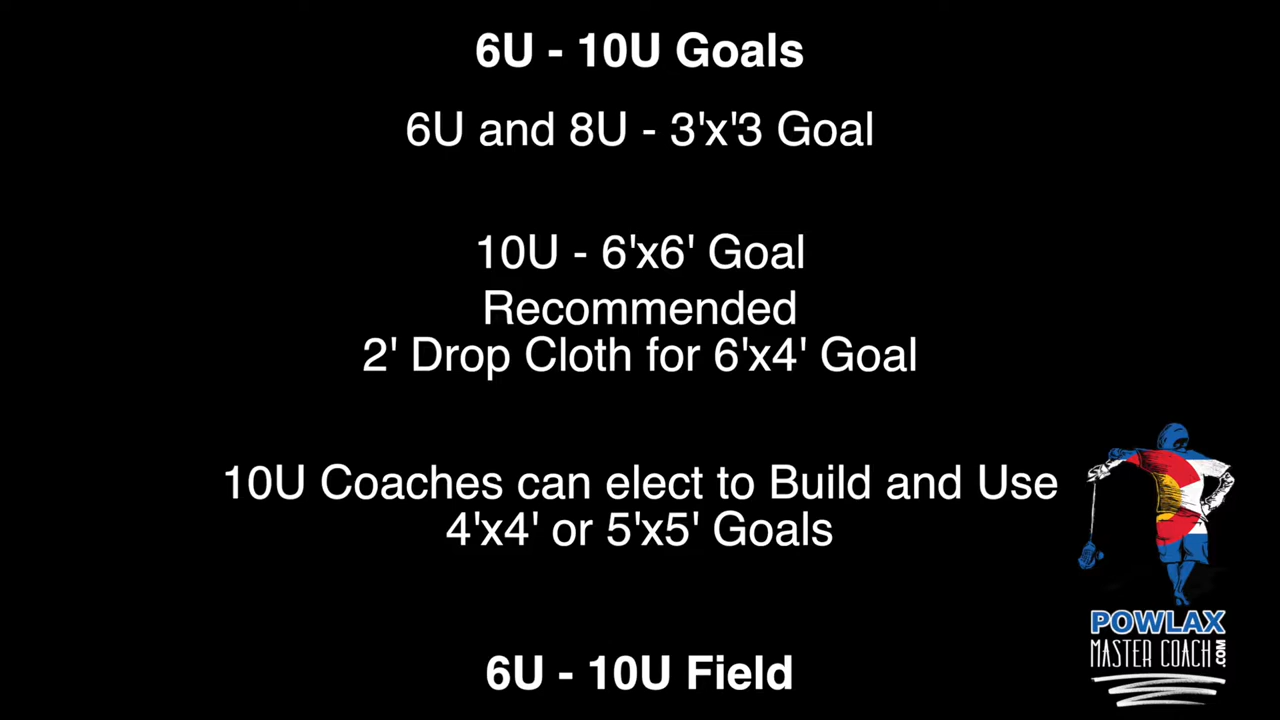 6U - 10U Goals
6U and 8U - 3'x'3 Goal
10U - 6'x6' Goal
Recommended
2' Drop Cloth for 6'x4' Goal
10U Coaches can elect to Build and Use
4'x4' or 5'x5' Goals
6U - 10U Field
POWLAX
MASTER COACH
.COM